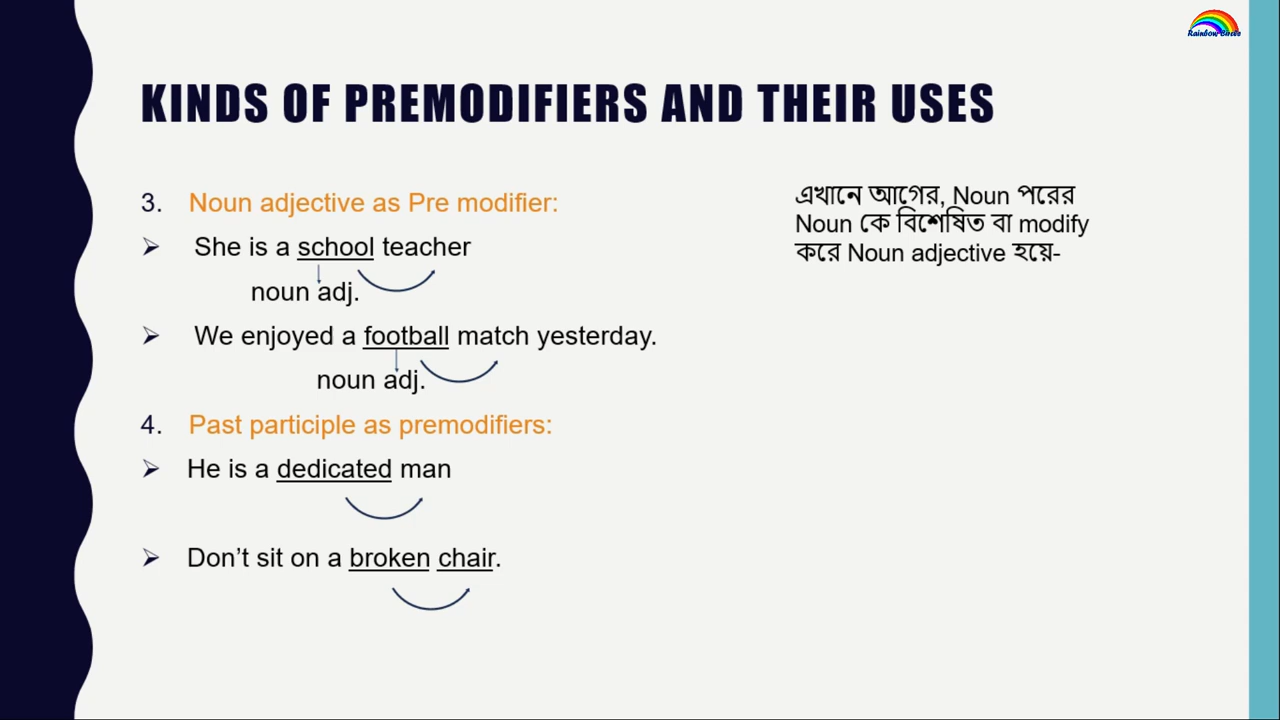 Rainbow Bices
KINDS OF PREMODIFIERS AND THEIR USES
3. Noun adjective as Pre modifier:
➢ She is a school teacher
noun adj.
➢ We enjoyed a football match yesterday.
noun adj.
4. Past participle as premodifiers:
➢ He is a dedicated man
➢ Don’t sit on a broken chair.
এখানে আগের, Noun পরের
Noun কে বিশেষিত বা modify
করে Noun adjective হয়ে-